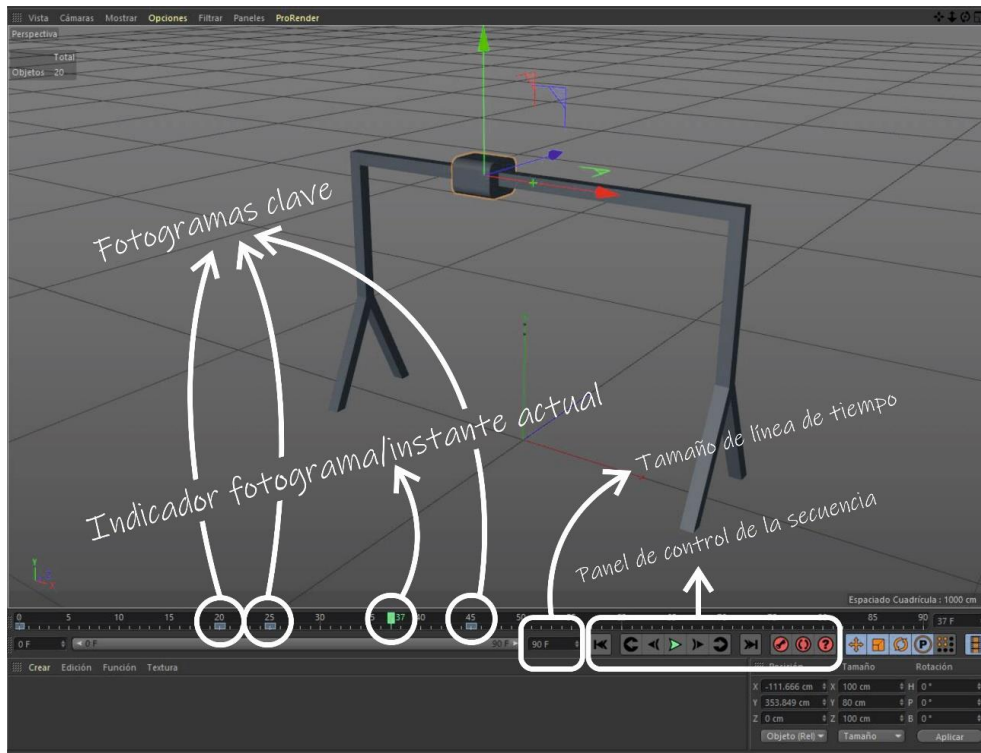 Vista Cámaras Mostrar Opciones Filtrar Paneles ProRender
Perspectiva
Total
Objetos 20
Fotogramas clave
Indicador fotograma/instante actual
Tamaño de línea de tiempo
Panel de control de la secuencia
Y
X
Espaciado Cuadrícula : 1000 cm
0 5 10 15 20 25 37 40 45 50 85 90 37 F
0 F 0 F 90 F 90 F
Crear Edición Función Textura
Posición Tamaño Rotación
X -111.666 cm X 100 cm H 0 °
Y 353.849 cm Y 80 cm P 0 °
Z 0 cm Z 100 cm B 0 °
Objeto (Rel) Tamaño Aplicar